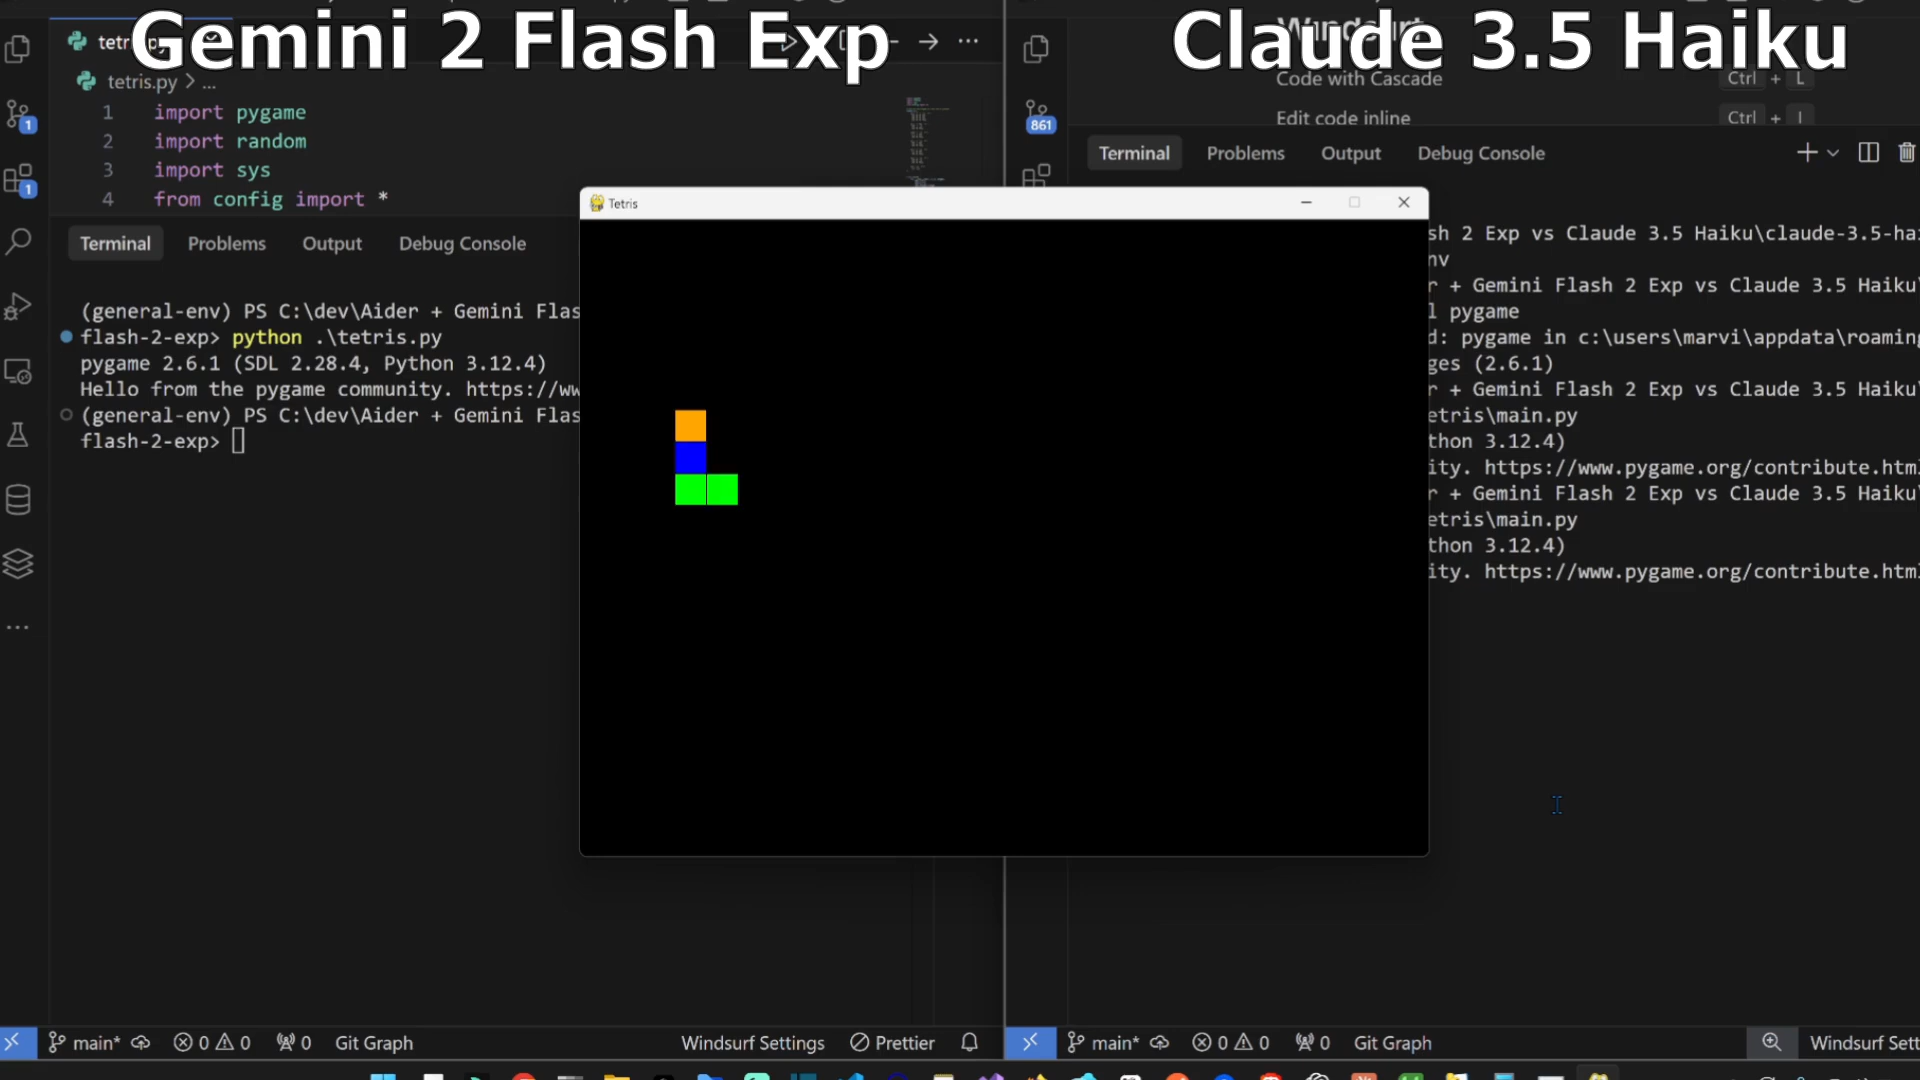 Gemini 2 Flash Exp
Claude 3.5 Haiku
tetris.py > ...
1 import pygame
2 import random
3 import sys
4 from config import *
Terminal Problems Output Debug Console
(general-env) PS C:\dev\Aider + Gemini Flas
flash-2-exp> python .\tetris.py
pygame 2.6.1 (SDL 2.28.4, Python 3.12.4)
Hello from the pygame community. https://ww
(general-env) PS C:\dev\Aider + Gemini Flas
flash-2-exp>
1
1
Tetris
Windsurf
Code with Cascade Ctrl + L
Edit code inline Ctrl + I
861
Terminal Problems Output Debug Console
sh 2 Exp vs Claude 3.5 Haiku\claude-3.5-ha
nv
r + Gemini Flash 2 Exp vs Claude 3.5 Haiku\
l pygame
d: pygame in c:\users\marvi\appdata\roaming
ges (2.6.1)
r + Gemini Flash 2 Exp vs Claude 3.5 Haiku\
etris\main.py
thon 3.12.4)
ity. https://www.pygame.org/contribute.html
r + Gemini Flash 2 Exp vs Claude 3.5 Haiku\
etris\main.py
thon 3.12.4)
ity. https://www.pygame.org/contribute.html
main* 0 0 0 Git Graph Windsurf Settings Prettier
main* 0 0 0 Git Graph Windsurf Sett